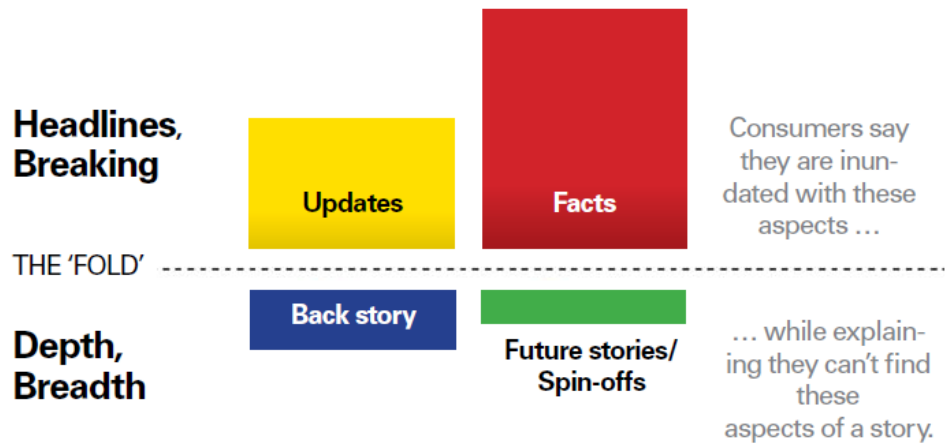 Headlines,
Breaking
Updates
Facts
Consumers say
they are inun-
dated with these
aspects …
THE ‘FOLD’
Depth,
Breadth
Back story
Future stories/
Spin-offs
… while explain-
ing they can’t find
these
aspects of a story.